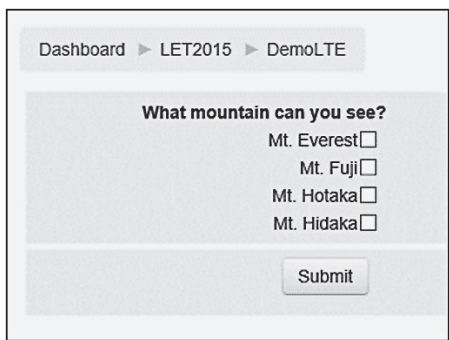 Dashboard ► LET2015 ► DemoLTE
What mountain can you see?
Mt. Everest
Mt. Fuji
Mt. Hotaka
Mt. Hidaka
Submit